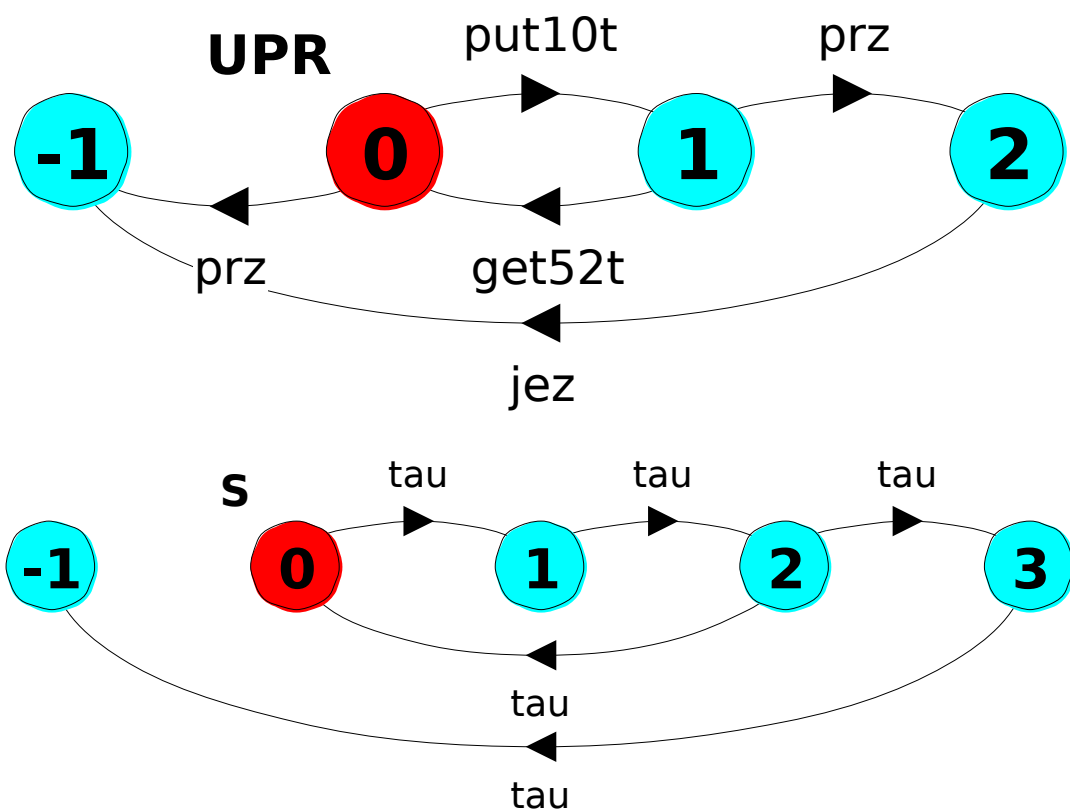 put10t prz
UPR
-1 0 1 2
prz get52t
jez
tau tau tau
S
-1 0 1 2 3
tau
tau